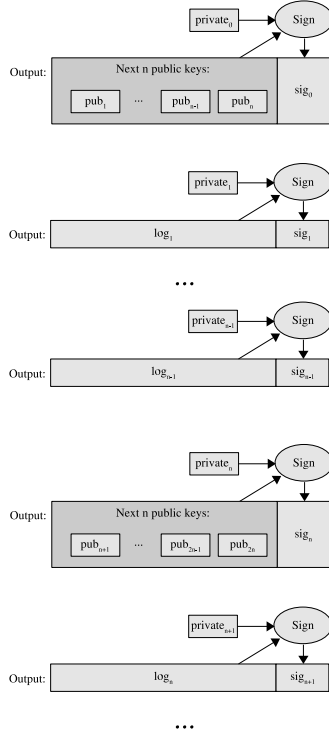 private₀ Sign
Output: Next n public keys:
pub₁ ... pubₙ₋₁ pubₙ sig₀
private₁ Sign
Output: log₁ sig₁
...
privateₙ₋₁ Sign
Output: logₙ₋₁ sigₙ₋₁
privateₙ Sign
Output: Next n public keys:
pubₙ₊₁ ... pub₂ₙ₋₁ pub₂ₙ sigₙ
privateₙ₊₁ Sign
Output: logₙ sigₙ₊₁
...